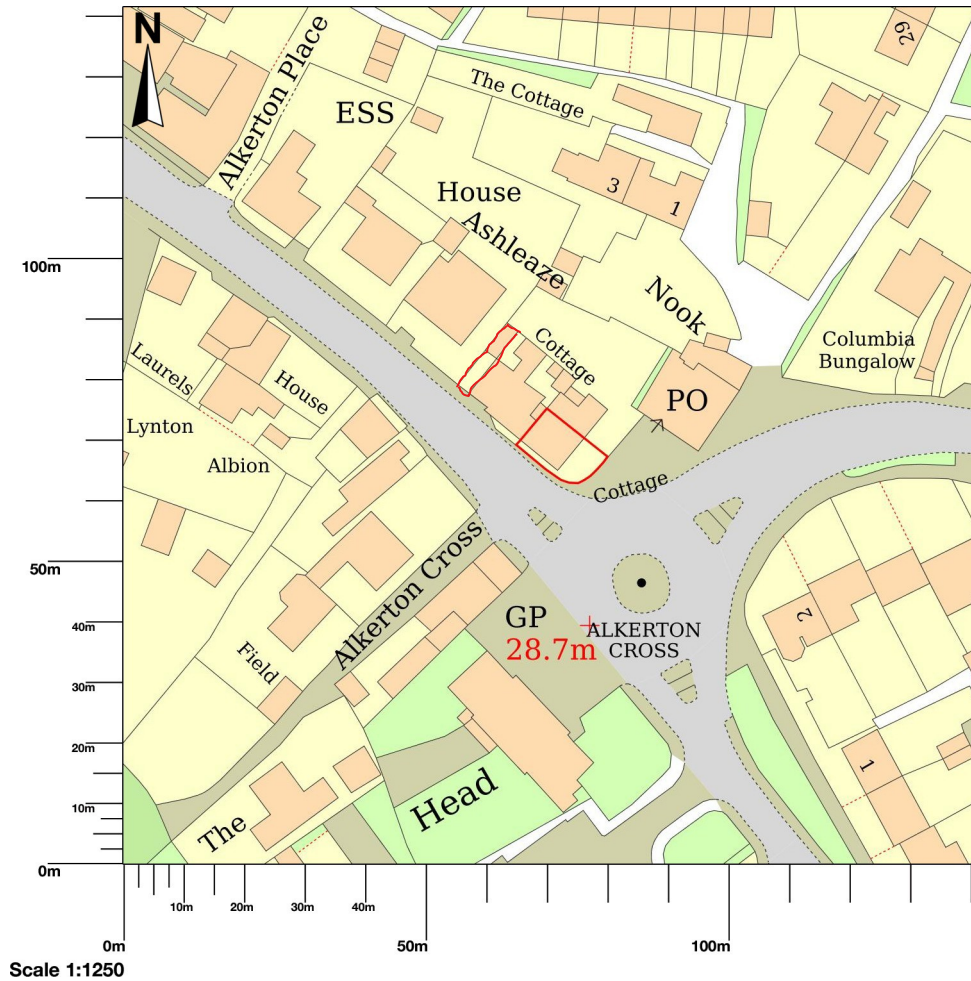 N
Alkerton Place
ESS
The Cottage
29
House
3
1
Ashleaze
Nook
100m
Cottage
Columbia
Bungalow
Laurels
House
PO
Lynton
Albion
Cottage
50m
Alkerton Cross
GP
ALKERTON
CROSS
28.7m
2
40m
Field
30m
20m
1
Head
10m
The
0m
10m
20m
30m
40m
0m
50m
100m
Scale 1:1250